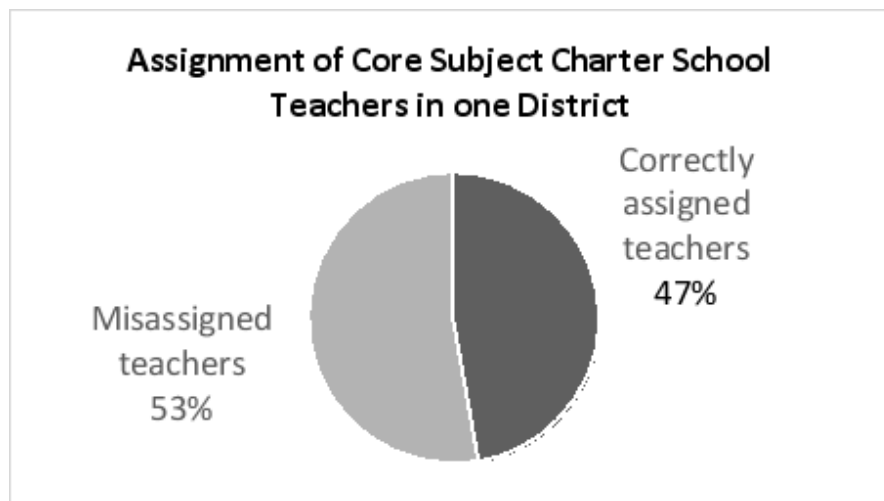 Assignment of Core Subject Charter School
Teachers in one District
Correctly
assigned
teachers
47%
Misassigned
teachers
53%